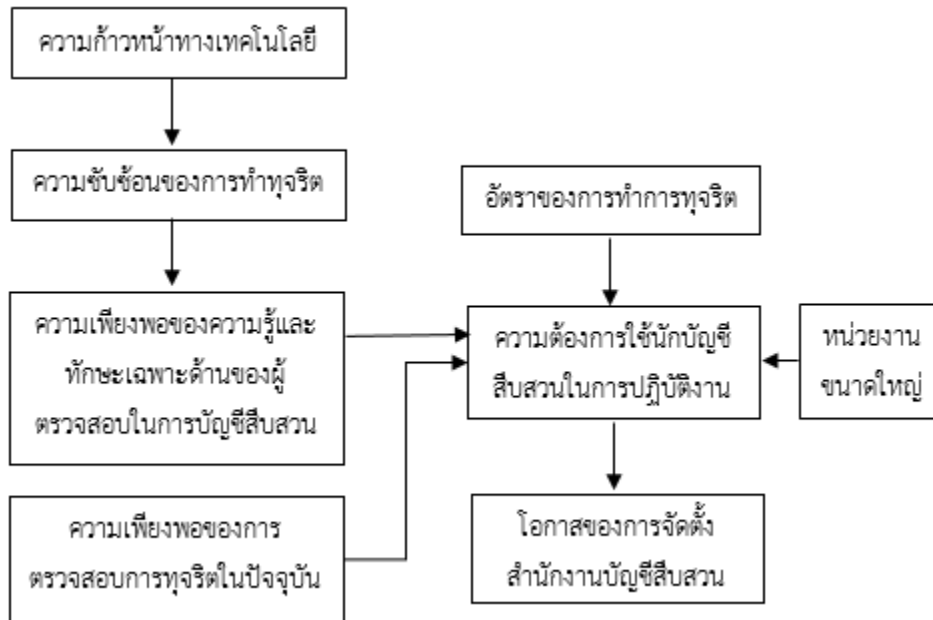 ความก้าวหน้าทางเทคโนโลยี
ความซับซ้อนของการทำทุจริต
อัตราของการทำการทุจริต
ความเพียงพอของความรู้และ
ทักษะเฉพาะด้านของผู้
ตรวจสอบในการบัญชีสืบสวน
ความต้องการใช้นักบัญชี
สืบสวนในการปฏิบัติงาน
หน่วยงาน
ขนาดใหญ่
ความเพียงพอของการ
ตรวจสอบการทุจริตในปัจจุบัน
โอกาสของการจัดตั้ง
สำนักงานบัญชีสืบสวน